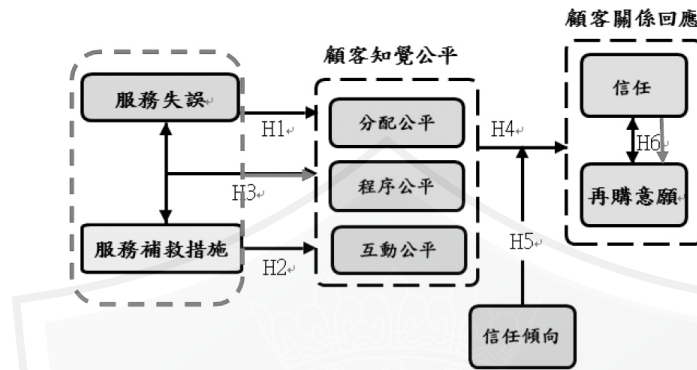 顧客關係回應
顧客知覺公平
服務失誤
信任
H1
分配公平
H4
H6
H3
程序公平
再購意願
服務補救措施
H2
互動公平
H5
信任傾向